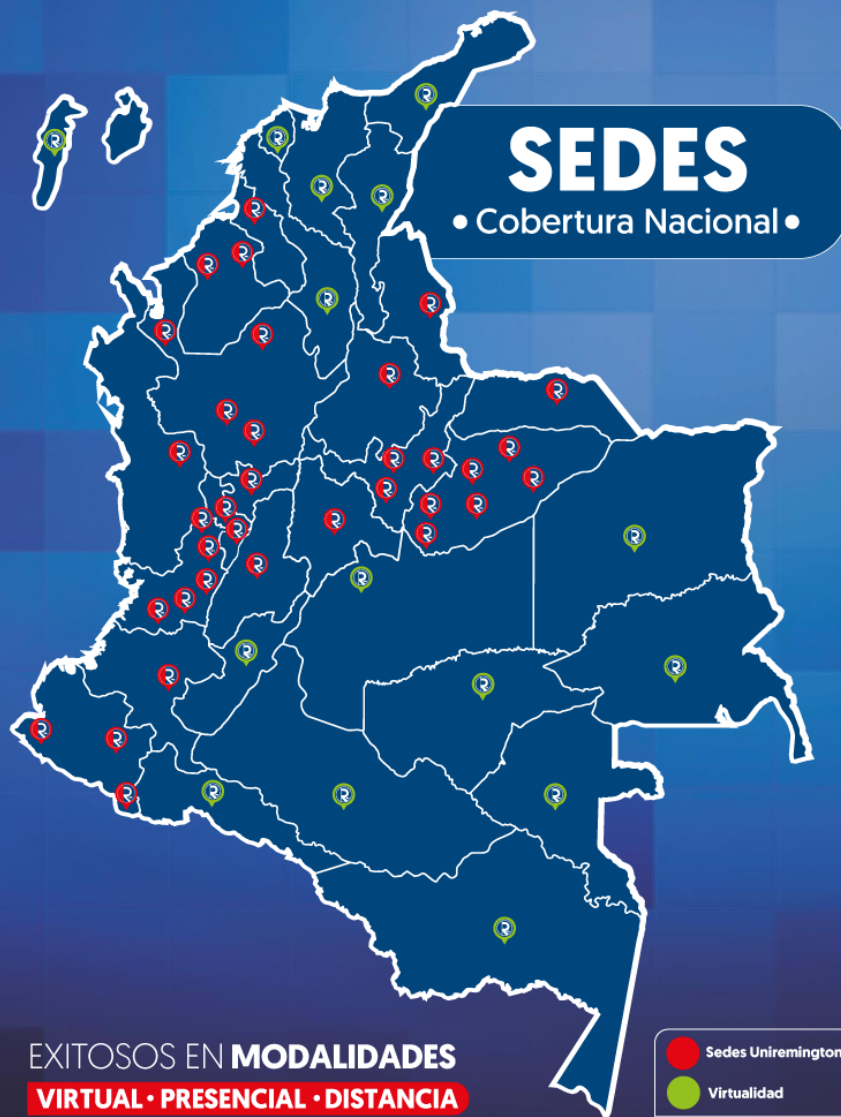 SEDES
• Cobertura Nacional •
EXITOSOS EN MODALIDADES
VIRTUAL • PRESENCIAL • DISTANCIA
Sedes Uniremington
Virtualidad